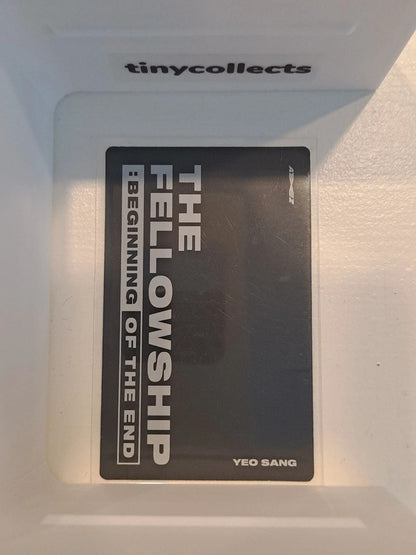 tinycollects
THE
FELLOWSHIP
: BEGINNING OF THE END
YEO SANG